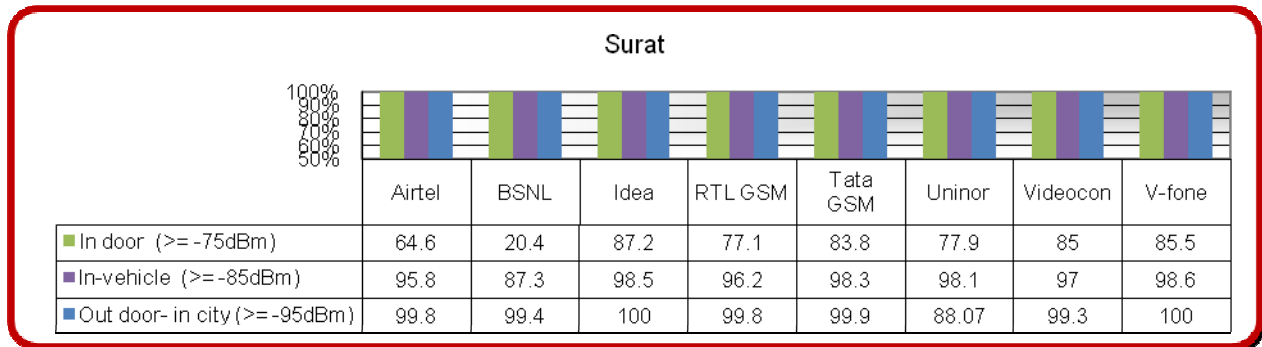 Surat
100%
90%
80%
70%
60%
50%
Airtel BSNL Idea RTL GSM Tata GSM Uninor Videocon V-fone
In door (>= -75dBm) 64.6 20.4 87.2 77.1 83.8 77.9 85 85.5
In-vehicle (>= -85dBm) 95.8 87.3 98.5 96.2 98.3 98.1 97 98.6
Out door- in city (>= -95dBm) 99.8 99.4 100 99.8 99.9 88.07 99.3 100